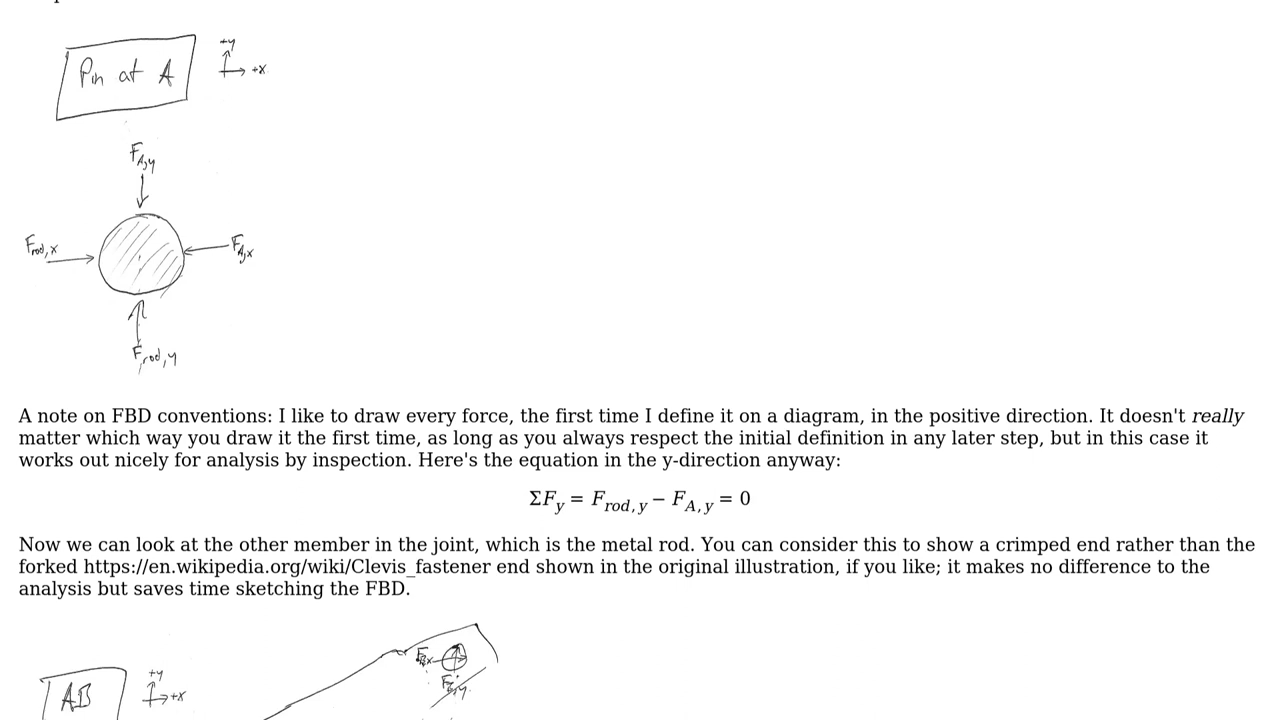 Pin at A
+y
+x
FA,y
Frod,x
FA,x
Frod,y
A note on FBD conventions: I like to draw every force, the first time I define it on a diagram, in the positive direction. It doesn't really
matter which way you draw it the first time, as long as you always respect the initial definition in any later step, but in this case it
works out nicely for analysis by inspection. Here's the equation in the y-direction anyway:
ΣFy = Frod,y − FA,y = 0
Now we can look at the other member in the joint, which is the metal rod. You can consider this to show a crimped end rather than the
forked https://en.wikipedia.org/wiki/Clevis_fastener end shown in the original illustration, if you like; it makes no difference to the
analysis but saves time sketching the FBD.
AB
+y
+x